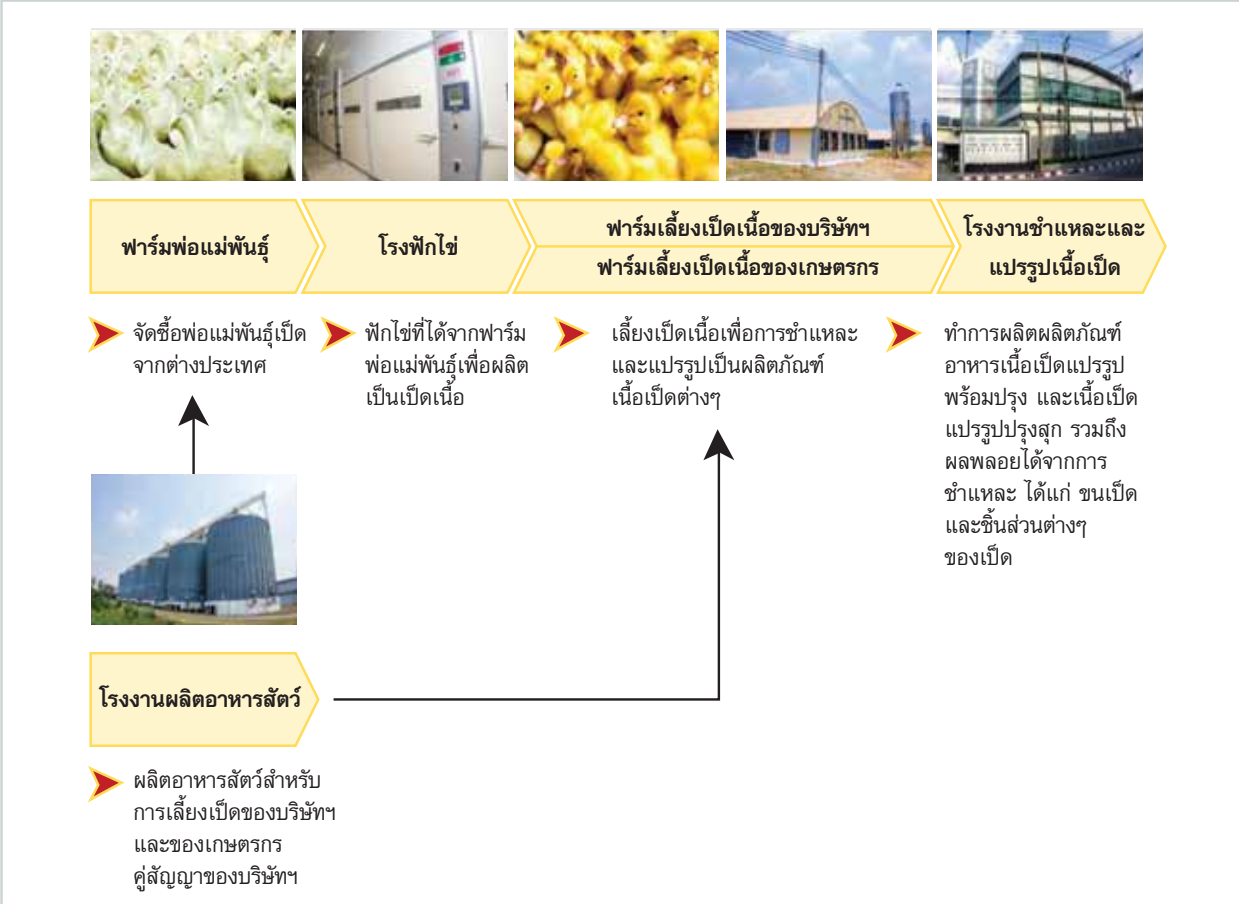 ฟาร์มพ่อแม่พันธุ์
โรงฟักไข่
ฟาร์มเลี้ยงเป็ดเนื้อของบริษัทฯ
ฟาร์มเลี้ยงเป็ดเนื้อของเกษตรกร
โรงงานชำแหละและ
แปรรูปเนื้อเป็ด
จัดซื้อพ่อแม่พันธุ์เป็ด
จากต่างประเทศ
ฟักไข่ที่ได้จากฟาร์ม
พ่อแม่พันธุ์เพื่อผลิต
เป็นเป็ดเนื้อ
เลี้ยงเป็ดเนื้อเพื่อการชำแหละ
และแปรรูปเป็นผลิตภัณฑ์
เนื้อเป็ดต่างๆ
ทำการผลิตผลิตภัณฑ์
อาหารเนื้อเป็ดแปรรูป
พร้อมปรุง และเนื้อเป็ด
แปรรูปปรุงสุก รวมถึง
ผลพลอยได้จากการ
ชำแหละ ได้แก่ ขนเป็ด
และชิ้นส่วนต่างๆ
ของเป็ด
โรงงานผลิตอาหารสัตว์
ผลิตอาหารสัตว์สำหรับ
การเลี้ยงเป็ดของบริษัทฯ
และของเกษตรกร
คู่สัญญาของบริษัทฯ